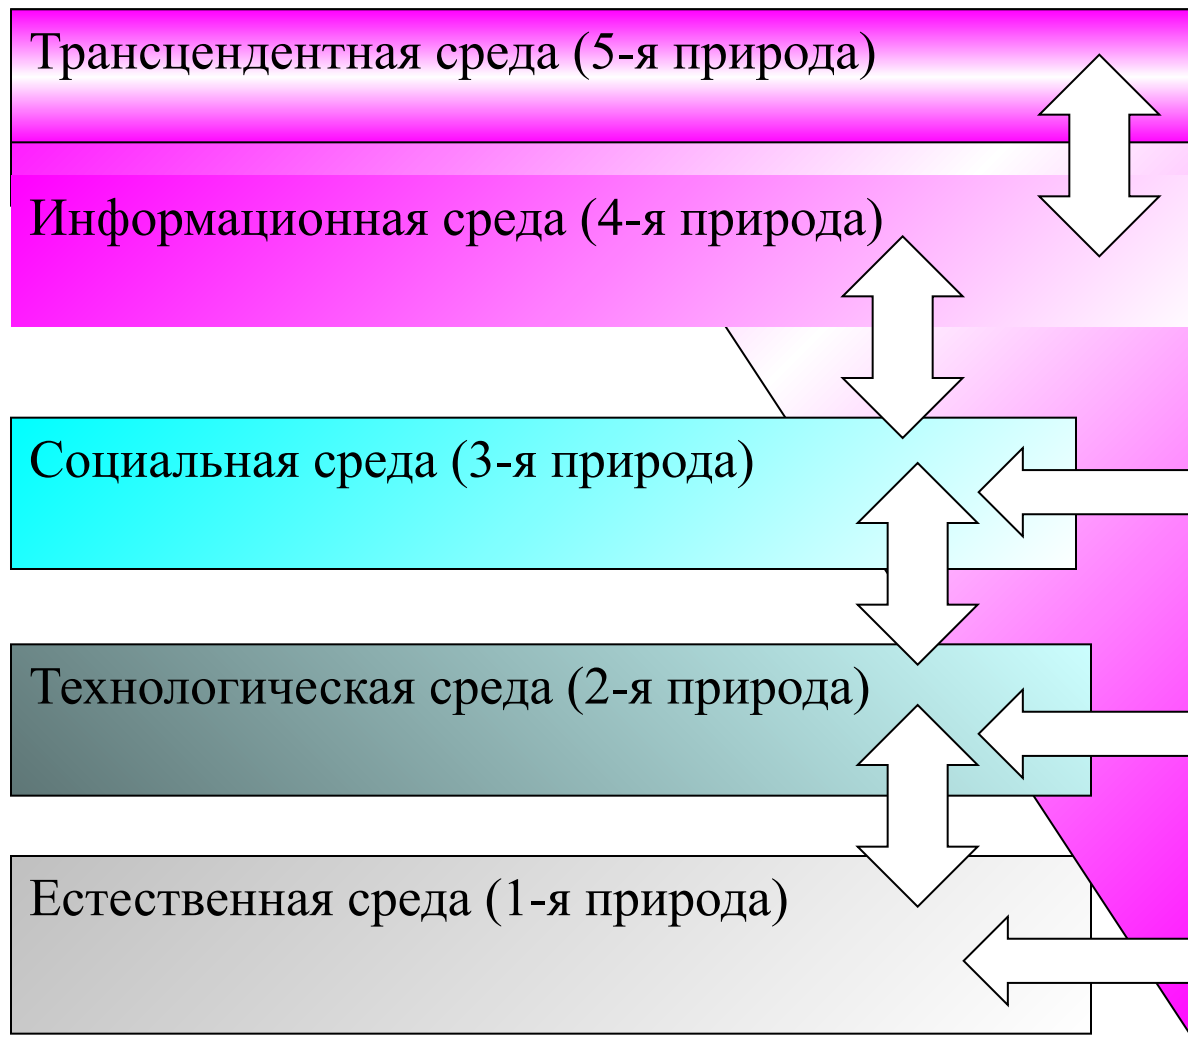 Трансцендентная среда (5-я природа)
Информационная среда (4-я природа)
Социальная среда (3-я природа)
Технологическая среда (2-я природа)
Естественная среда (1-я природа)